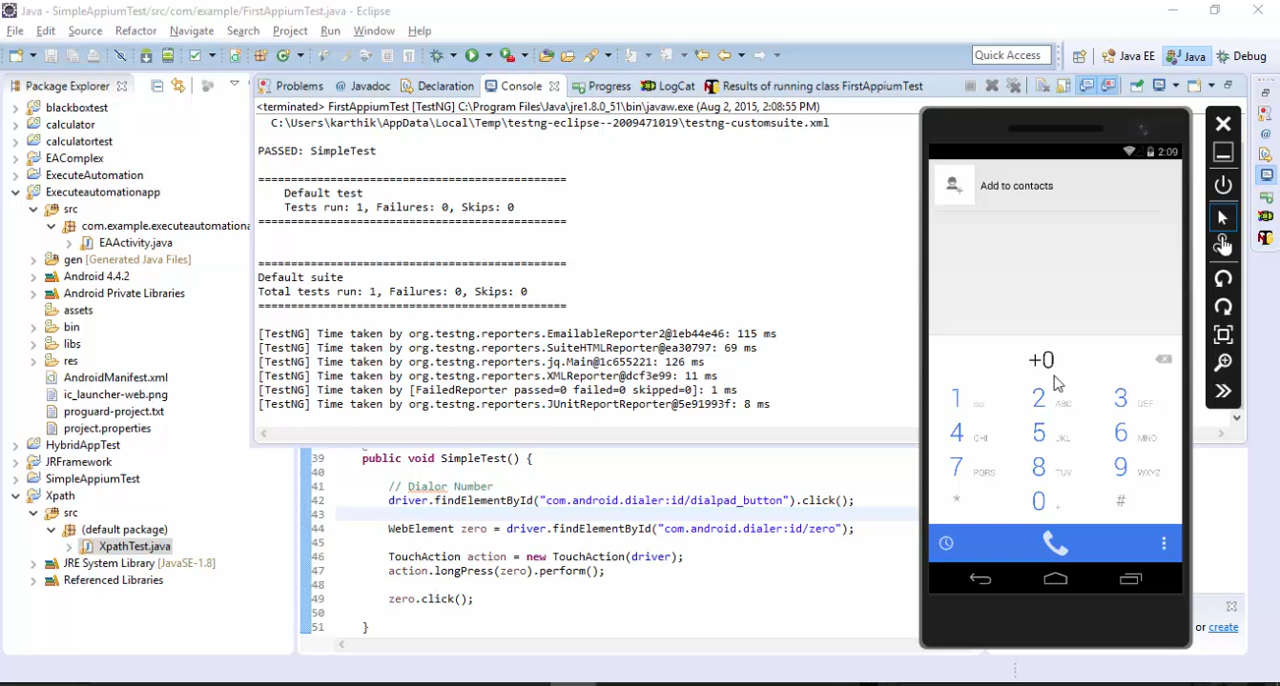 Java - SimpleAppiumTest/src/com/example/FirstAppiumTest.java - Eclipse
File Edit Source Refactor Navigate Search Project Run Window Help
Quick Access
Java EE
Java
Debug
Package Explorer
Problems
Javadoc
Declaration
Console
Progress
LogCat
Results of running class FirstAppiumTest
<terminated> FirstAppiumTest [TestNG] C:\Program Files\Java\jre1.8.0_51\bin\javaw.exe (Aug 2, 2015, 2:08:55 PM)
C:\Users\karthik\AppData\Local\Temp\testng-eclipse--2009471019\testng-customsuite.xml
PASSED: SimpleTest
===============================================
Default test
Tests run: 1, Failures: 0, Skips: 0
===============================================
===============================================
Default suite
Total tests run: 1, Failures: 0, Skips: 0
===============================================
[TestNG] Time taken by org.testng.reporters.EmailableReporter2@1eb44e46: 115 ms
[TestNG] Time taken by org.testng.reporters.SuiteHTMLReporter@ea30797: 69 ms
[TestNG] Time taken by org.testng.reporters.jq.Main@1c655221: 126 ms
[TestNG] Time taken by org.testng.reporters.XMLReporter@dcf3e99: 11 ms
[TestNG] Time taken by [FailedReporter passed=0 failed=0 skipped=0]: 1 ms
[TestNG] Time taken by org.testng.reporters.JUnitReportReporter@5e91993f: 8 ms
blackboxtest
calculator
calculatortest
EAComplex
ExecuteAutomation
Executeautomationapp
src
com.example.executeautomationa
EAActivity.java
gen [Generated Java Files]
Android 4.4.2
Android Private Libraries
assets
bin
libs
res
AndroidManifest.xml
ic_launcher-web.png
proguard-project.txt
project.properties
HybridAppTest
JRFramework
SimpleAppiumTest
Xpath
src
(default package)
XpathTest.java
JRE System Library [JavaSE-1.8]
Referenced Libraries
39 public void SimpleTest() {
40
41 // Dialor Number
42 driver.findElementById("com.android.dialer:id/dialpad_button").click();
43
44 WebElement zero = driver.findElementById("com.android.dialer:id/zero");
45
46 TouchAction action = new TouchAction(driver);
47 action.longPress(zero).perform();
48
49 zero.click();
50
51 }
2:09
Add to contacts
+0
1 2 ABC 3 DEF
4 GHI 5 JKL 6 MNO
7 PQRS 8 TUV 9 WXYZ
* 0 #
or create